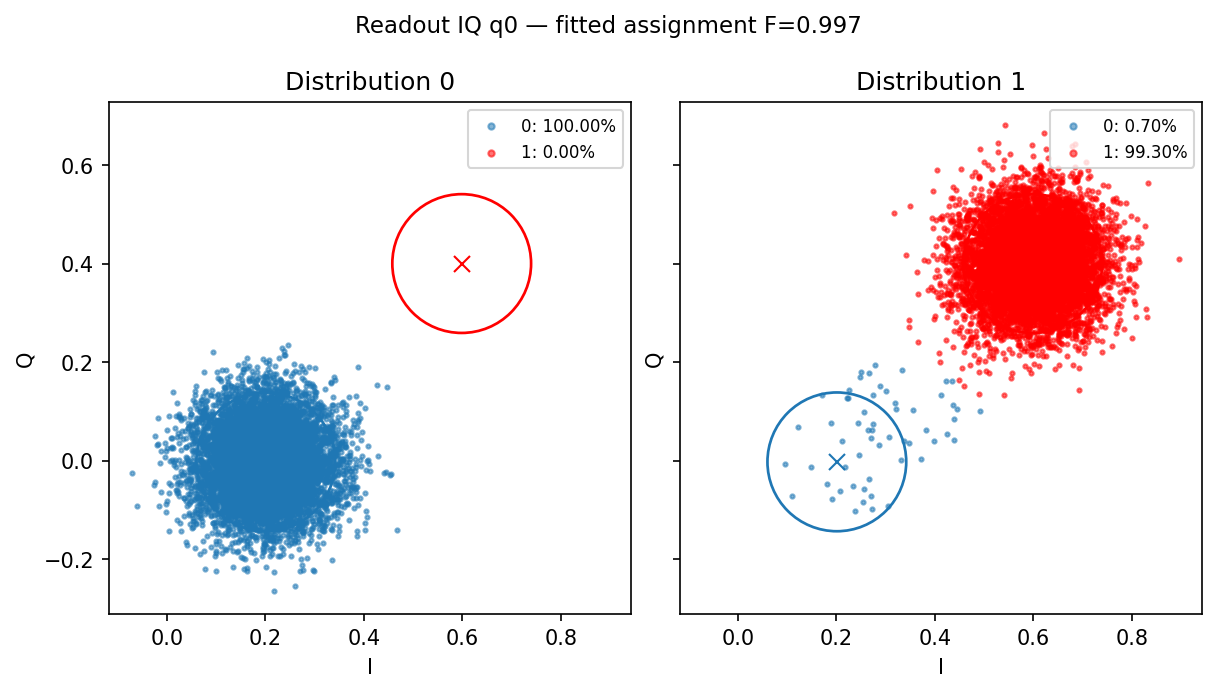 Readout IQ q0 — fitted assignment F=0.997
Distribution 0
0: 100.00%
1: 0.00%
Q
0.6
0.4
0.2
0.0
−0.2
0.0 0.2 0.4 0.6 0.8
I
Distribution 1
0: 0.70%
1: 99.30%
Q
0.0 0.2 0.4 0.6 0.8
I